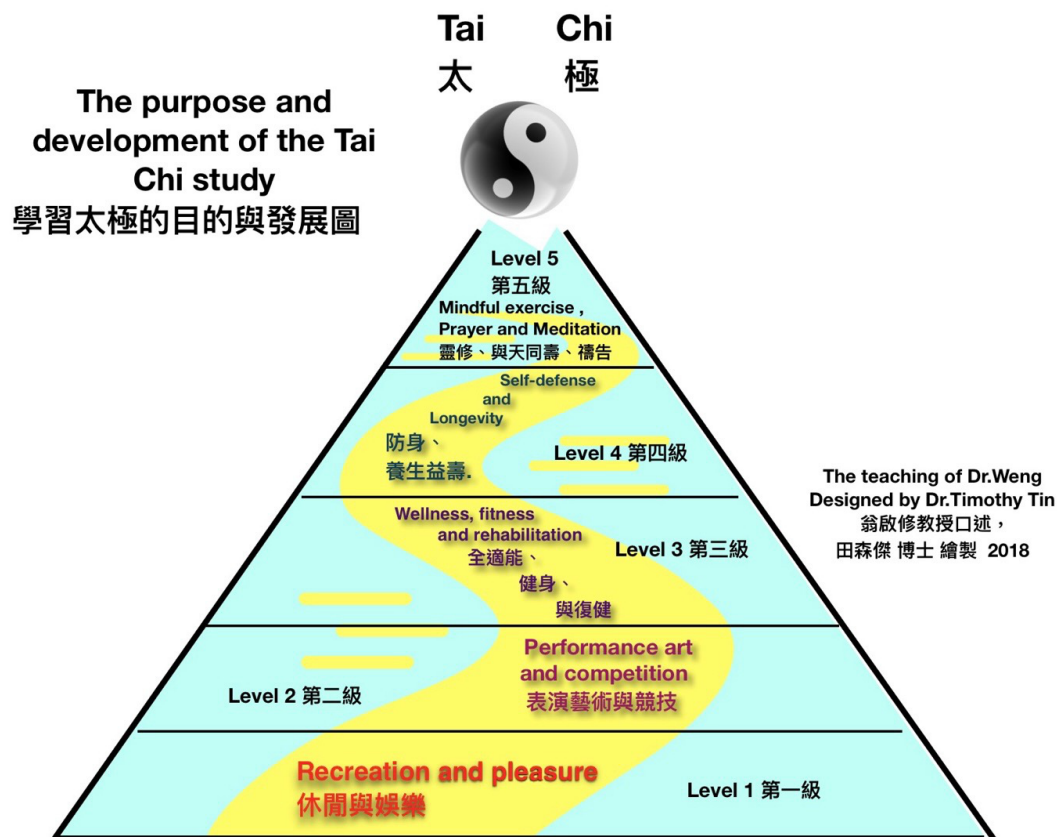 Tai Chi
太 極
The purpose and
development of the Tai
Chi study
學習太極的目的與發展圖
Level 5
第五級
Mindful exercise ,
Prayer and Meditation
靈修、與天同壽、禱告
Self-defense
and
Longevity
防身、
養生益壽.
Level 4 第四級
The teaching of Dr.Weng
Designed by Dr.Timothy Tin
翁啟修教授口述，
田森傑 博士 繪製 2018
Wellness, fitness
and rehabilitation
全適能、
健身、
與復健
Level 3 第三級
Performance art
and competition
表演藝術與競技
Level 2 第二級
Recreation and pleasure
休閒與娛樂
Level 1 第一級